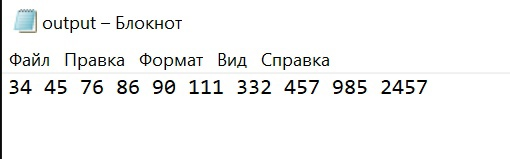 output – Блокнот
Файл Правка Формат Вид Справка
34 45 76 86 90 111 332 457 985 2457